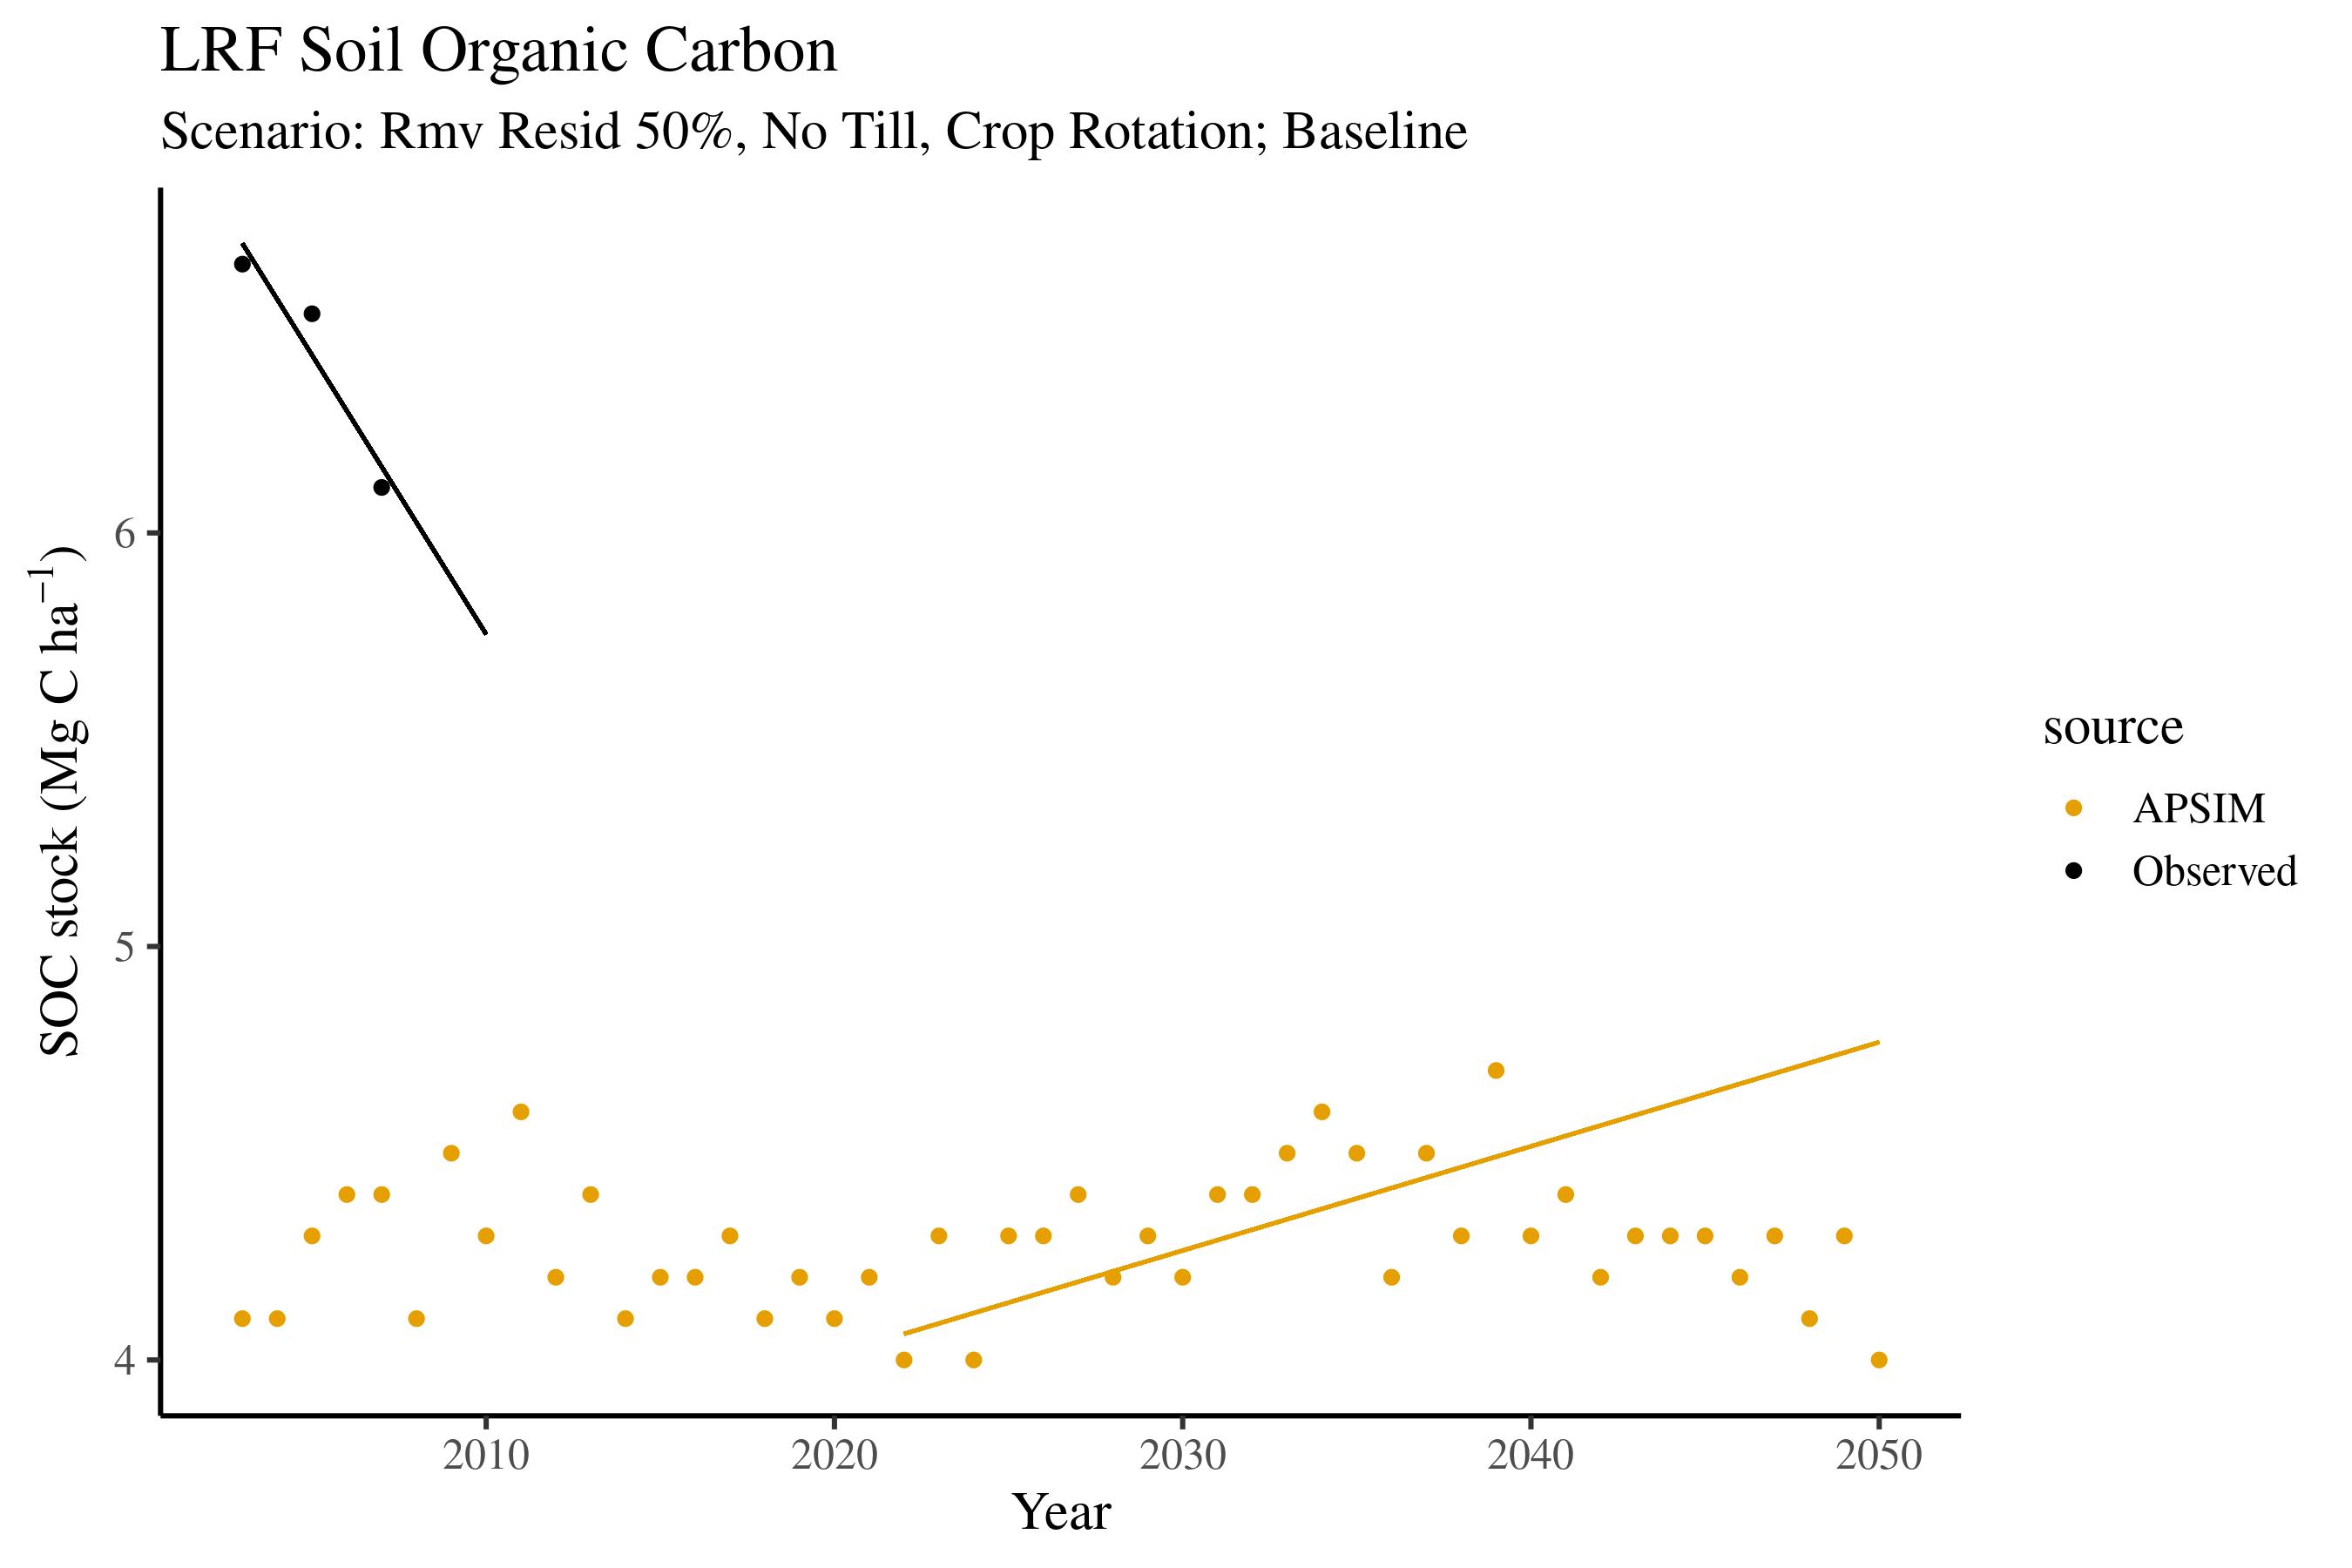 LRF Soil Organic Carbon
Scenario: Rmv Resid 50%, No Till, Crop Rotation; Baseline
SOC stock (Mg C ha⁻¹)
6
5
4
2010 2020 2030 2040 2050
Year
source
APSIM
Observed